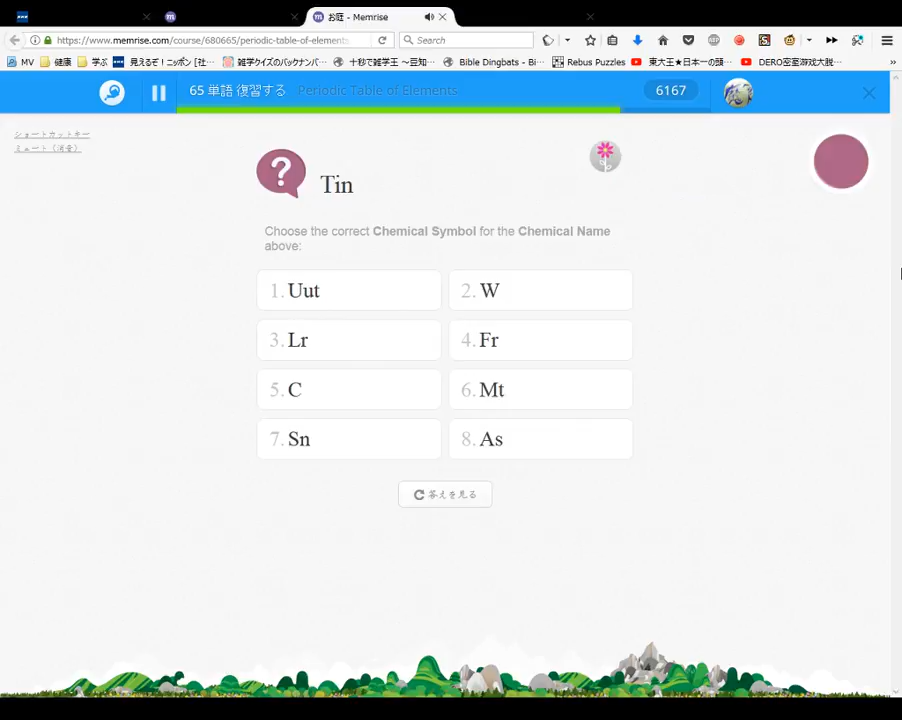 お庭 - Memrise
https://www.memrise.com/course/680665/periodic-table-of-elements
Search
MV 健康 学ぶ 見えるぞ！ニッポン [社… 雑学クイズのバックナンバ… 十秒で雑学王 ～豆知… Bible Dingbats - Bi… Rebus Puzzles 東大王★日本一の頭… DERO密室游戏大脱… »
65 単語 復習する Periodic Table of Elements 6167
ショートカットキー
ミュート（消音）
?
Tin
Choose the correct Chemical Symbol for the Chemical Name
above:
1. Uut 2. W
3. Lr 4. Fr
5. C 6. Mt
7. Sn 8. As
答えを見る